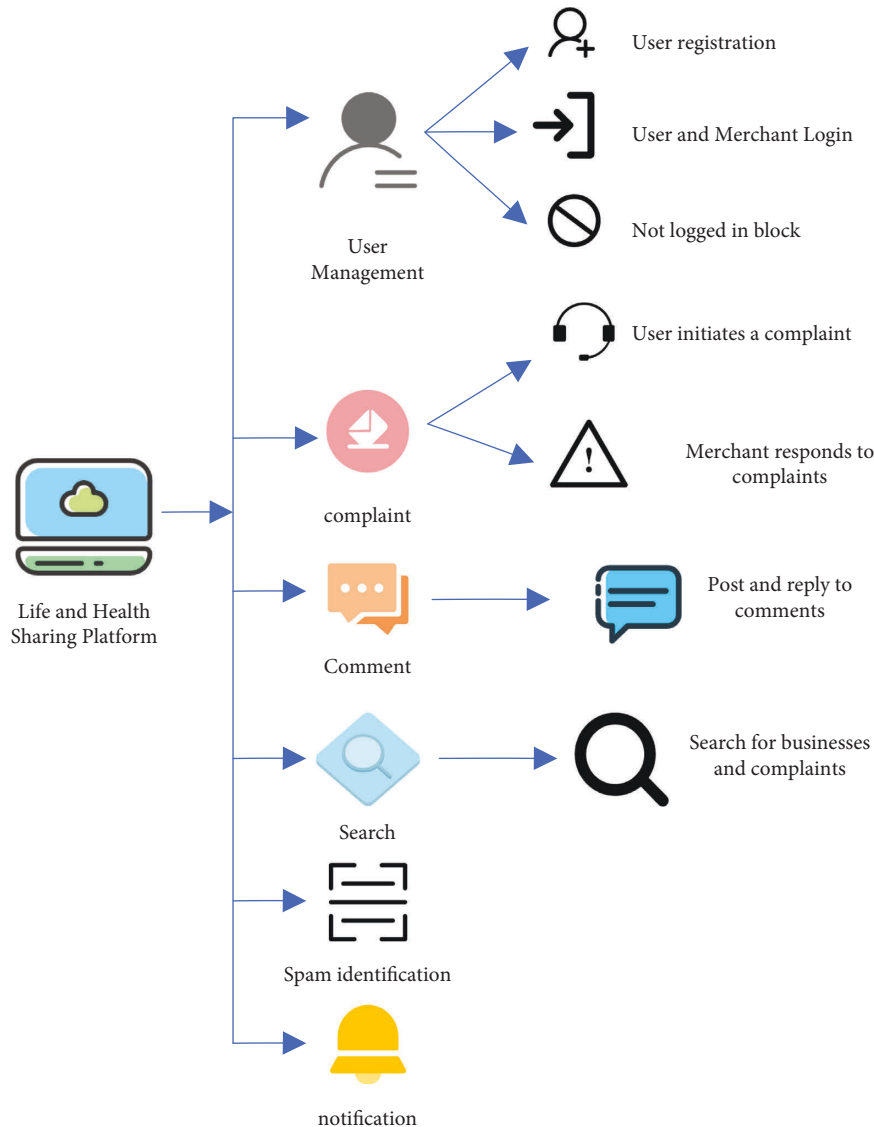 User registration
User and Merchant Login
Not logged in block
User
Management
User initiates a complaint
Merchant responds to
complaints
complaint
Life and Health
Sharing Platform
Post and reply to
comments
Comment
Search for businesses
and complaints
Search
Spam identification
notification